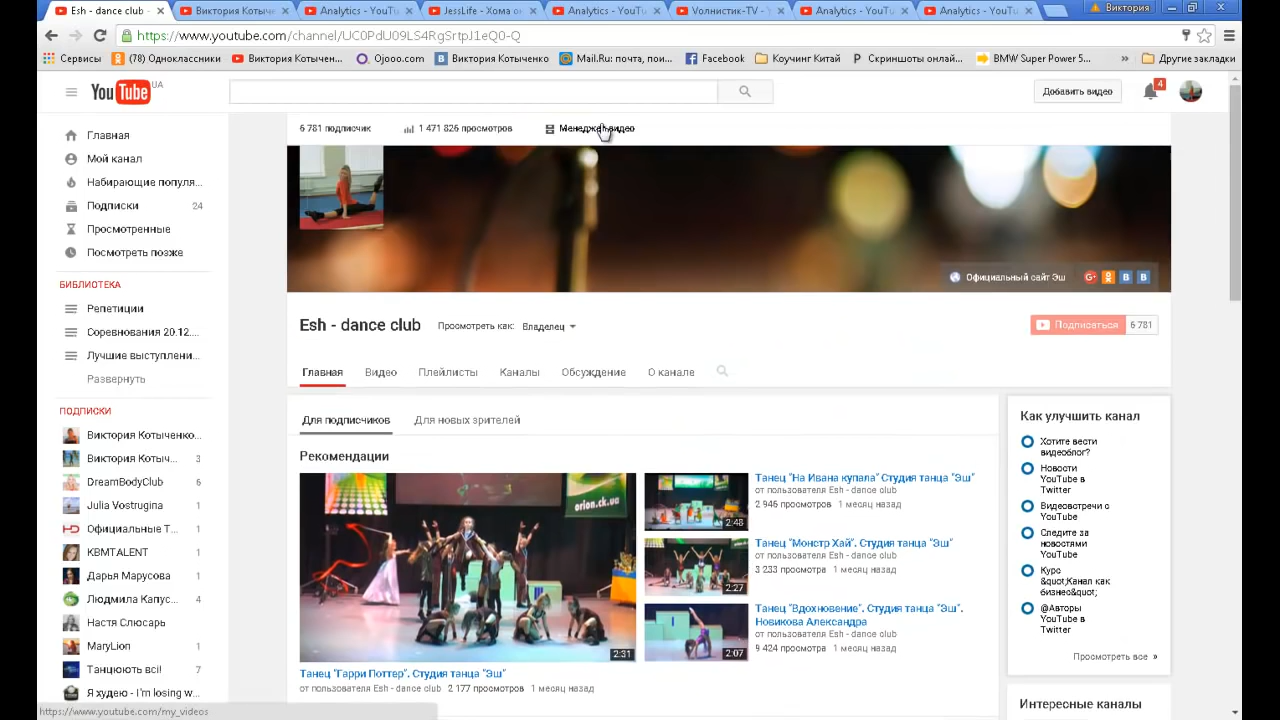 Esh - dance club -
Виктория Котычен
Analytics - YouTu
JessLife - Хома он
Analytics - YouTu
Волнистик-TV - 
Analytics - YouTu
Analytics - YouTu
Виктория
https://www.youtube.com/channel/UC0PdU09LS4RgSrtpJ1eQ0-Q
Сервисы
(78) Одноклассники
Виктория Котычен...
Ojooo.com
Виктория Котыченко
Mail.Ru: почта, пои...
Facebook
Коучинг Китай
Скриншоты онлай...
BMW Super Power 5...
»
Другие закладки
YouTube UA
Добавить видео
4
6 781 подписчик
1 471 826 просмотров
Менеджер видео
Главная
Мой канал
Набирающие популя...
Подписки 24
Просмотренные
Посмотреть позже
БИБЛИОТЕКА
Репетиции
Соревнования 20.12....
Лучшие выступлени...
Развернуть
ПОДПИСКИ
Виктория Котыченко...
Виктория Котыч... 3
DreamBodyClub 6
Julia Vostrugina 1
Официальные Т... 1
KBMTALENT 1
Дарья Марусова 1
Людмила Капус... 4
Настя Слюсарь
MaryLion 1
Танцюють всі! 7
Я худею - I'm losing w...
https://www.youtube.com/my_videos
Официальный сайт Эш
Esh - dance club
Просмотреть как: Владелец
Подписаться 6 781
Главная
Видео
Плейлисты
Каналы
Обсуждение
О канале
Для подписчиков
Для новых зрителей
Рекомендации
orion.ck.ua
2:31
Танец "Гарри Поттер". Студия танца "Эш"
от пользователя Esh - dance club 2 177 просмотров 1 месяц назад
2:48
Танец "На Ивана купала" Студия танца "Эш"
от пользователя Esh - dance club
2 946 просмотров 1 месяц назад
2:27
Танец "Монстр Хай". Студия танца "Эш"
от пользователя Esh - dance club
3 233 просмотра 1 месяц назад
2:07
Танец "Вдохновение". Студия танца "Эш".
Новикова Александра
от пользователя Esh - dance club
9 424 просмотра 1 месяц назад
Как улучшить канал
Хотите вести
видеоблог?
Новости
YouTube в
Twitter
Видеовстречи с
YouTube
Следите за
новостями
YouTube
Курс
&quot;Канал как
бизнес&quot;
@Авторы
YouTube в
Twitter
Просмотреть все »
Интересные каналы